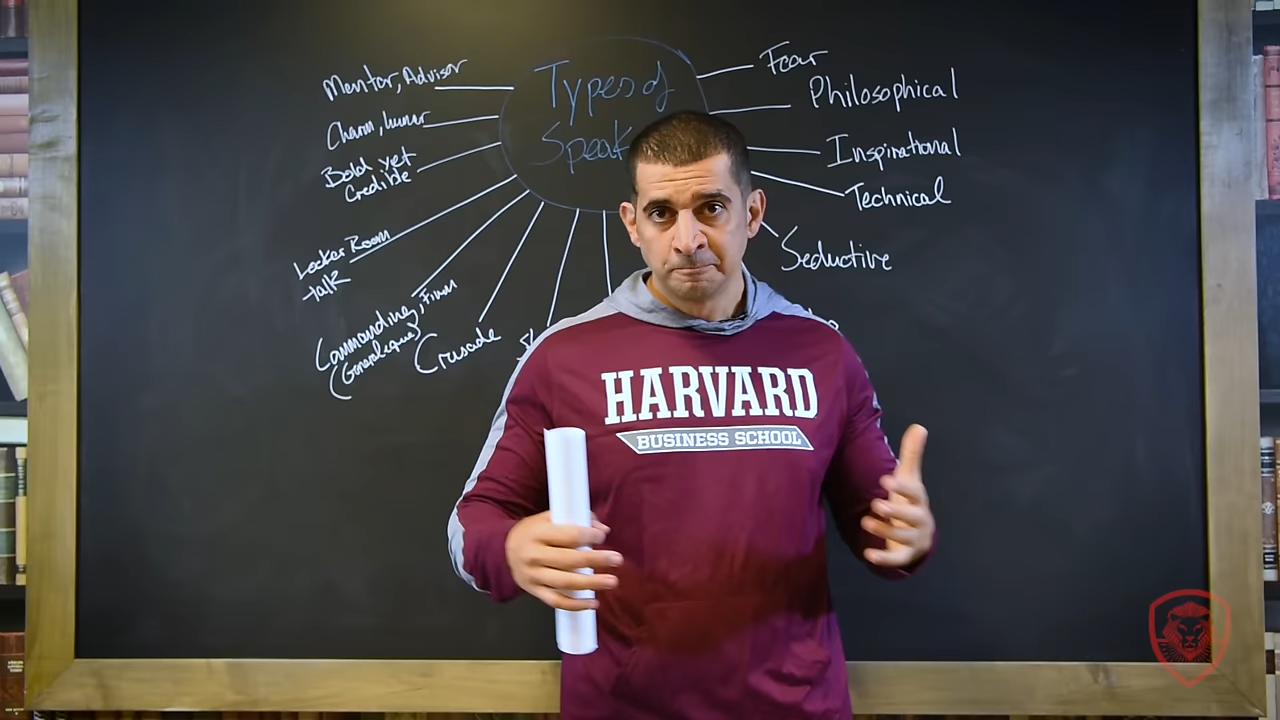 Types of
Speak
Mentor, Advisor
Charm, humor
Bold yet
Credible
Locker Room
talk
Commanding, Firm
Crusade
Fear
Philosophical
Inspirational
Technical
Seductive
HARVARD
BUSINESS SCHOOL